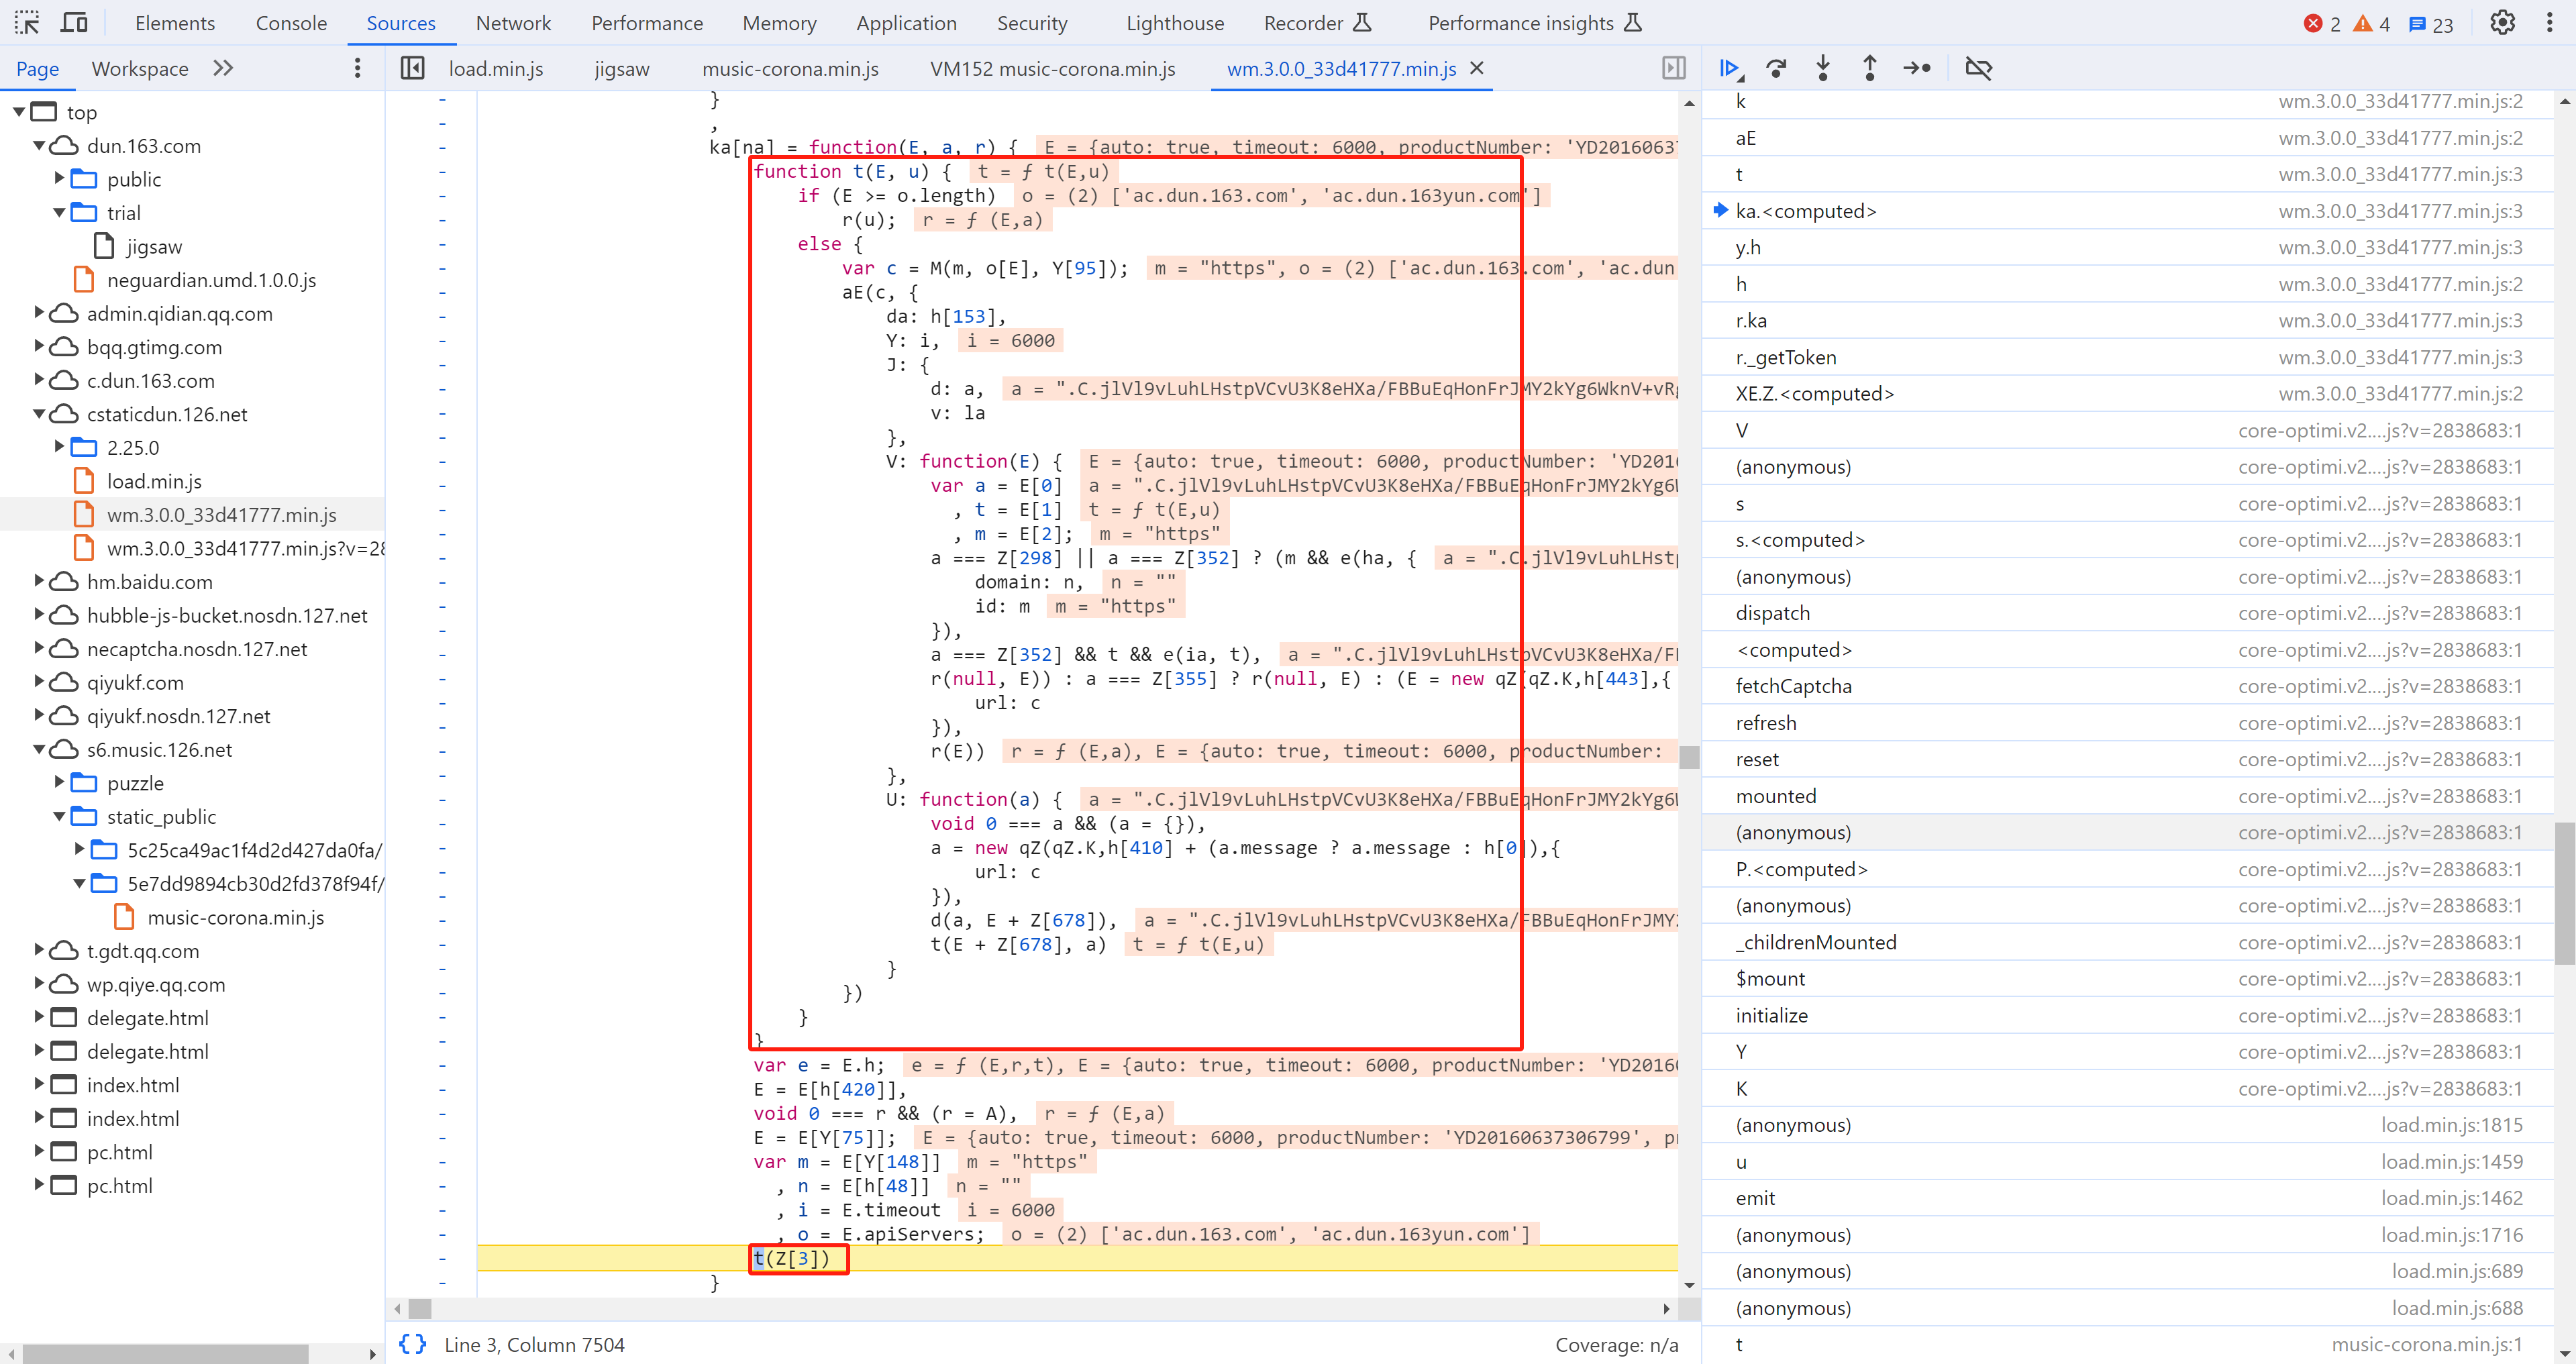 Elements Console Sources Network Performance Memory Application Security Lighthouse Recorder Performance insights 2 4 23
Page Workspace
top
dun.163.com
public
trial
jigsaw
neguardian.umd.1.0.0.js
admin.qidian.qq.com
bqq.gtimg.com
c.dun.163.com
cstaticdun.126.net
2.25.0
load.min.js
wm.3.0.0_33d41777.min.js
wm.3.0.0_33d41777.min.js?v=28
hm.baidu.com
hubble-js-bucket.nosdn.127.net
necaptcha.nosdn.127.net
qiyukf.com
qiyukf.nosdn.127.net
s6.music.126.net
puzzle
static_public
5c25ca49ac1f4d2d427da0fa/
5e7dd9894cb30d2fd378f94f/
music-corona.min.js
t.gdt.qq.com
wp.qiye.qq.com
delegate.html
delegate.html
index.html
index.html
pc.html
pc.html
load.min.js jigsaw music-corona.min.js VM152 music-corona.min.js wm.3.0.0_33d41777.min.js
}
,
ka[na] = function(E, a, r) { E = {auto: true, timeout: 6000, productNumber: 'YD2016063
function t(E, u) { t = ƒ t(E,u)
if (E >= o.length) o = (2) ['ac.dun.163.com', 'ac.dun.163yun.com']
r(u); r = ƒ (E,a)
else {
var c = M(m, o[E], Y[95]); m = "https", o = (2) ['ac.dun.163.com', 'ac.dun
aE(c, {
da: h[153],
Y: i, i = 6000
J: {
d: a, a = ".C.jlVl9vLuhLHstpVCvU3K8eHXa/FBBuEqHonFrJMY2kYg6WknV+vRg
v: la
},
V: function(E) { E = {auto: true, timeout: 6000, productNumber: 'YD201
var a = E[0] a = ".C.jlVl9vLuhLHstpVCvU3K8eHXa/FBBuEqHonFrJMY2kYg6W
, t = E[1] t = ƒ t(E,u)
, m = E[2]; m = "https"
a === Z[298] || a === Z[352] ? (m && e(ha, { a = ".C.jlVl9vLuhLHst
domain: n, n = ""
id: m m = "https"
}),
a === Z[352] && t && e(ia, t), a = ".C.jlVl9vLuhLHstpVCvU3K8eHXa/F
r(null, E)) : a === Z[355] ? r(null, E) : (E = new qZ(qZ.K,h[443],{
url: c
}),
r(E)) r = ƒ (E,a), E = {auto: true, timeout: 6000, productNumber:
},
U: function(a) { a = ".C.jlVl9vLuhLHstpVCvU3K8eHXa/FBBuEqHonFrJMY2kYg6W
void 0 === a && (a = {}),
a = new qZ(qZ.K,h[410] + (a.message ? a.message : h[0]),{
url: c
}),
d(a, E + Z[678]), a = ".C.jlVl9vLuhLHstpVCvU3K8eHXa/FBBuEqHonFrJMY2
t(E + Z[678], a) t = ƒ t(E,u)
}
})
}
}
var e = E.h; e = ƒ (E,r,t), E = {auto: true, timeout: 6000, productNumber: 'YD2016
E = E[h[420]],
void 0 === r && (r = A), r = ƒ (E,a)
E = E[Y[75]]; E = {auto: true, timeout: 6000, productNumber: 'YD20160637306799', p
var m = E[Y[148]] m = "https"
, n = E[h[48]] n = ""
, i = E.timeout i = 6000
, o = E.apiServers; o = (2) ['ac.dun.163.com', 'ac.dun.163yun.com']
t(Z[3])
}
{} Line 3, Column 7504 Coverage: n/a
k wm.3.0.0_33d41777.min.js:2
aE wm.3.0.0_33d41777.min.js:2
t wm.3.0.0_33d41777.min.js:3
ka.<computed> wm.3.0.0_33d41777.min.js:3
y.h wm.3.0.0_33d41777.min.js:3
h wm.3.0.0_33d41777.min.js:2
r.ka wm.3.0.0_33d41777.min.js:3
r._getToken wm.3.0.0_33d41777.min.js:3
XE.Z.<computed> wm.3.0.0_33d41777.min.js:2
V core-optimi.v2....js?v=2838683:1
(anonymous) core-optimi.v2....js?v=2838683:1
s core-optimi.v2....js?v=2838683:1
s.<computed> core-optimi.v2....js?v=2838683:1
(anonymous) core-optimi.v2....js?v=2838683:1
dispatch core-optimi.v2....js?v=2838683:1
<computed> core-optimi.v2....js?v=2838683:1
fetchCaptcha core-optimi.v2....js?v=2838683:1
refresh core-optimi.v2....js?v=2838683:1
reset core-optimi.v2....js?v=2838683:1
mounted core-optimi.v2....js?v=2838683:1
(anonymous) core-optimi.v2....js?v=2838683:1
P.<computed> core-optimi.v2....js?v=2838683:1
(anonymous) core-optimi.v2....js?v=2838683:1
_childrenMounted core-optimi.v2....js?v=2838683:1
$mount core-optimi.v2....js?v=2838683:1
initialize core-optimi.v2....js?v=2838683:1
Y core-optimi.v2....js?v=2838683:1
K core-optimi.v2....js?v=2838683:1
(anonymous) load.min.js:1815
u load.min.js:1459
emit load.min.js:1462
(anonymous) load.min.js:1716
(anonymous) load.min.js:689
(anonymous) load.min.js:688
t music-corona.min.js:1